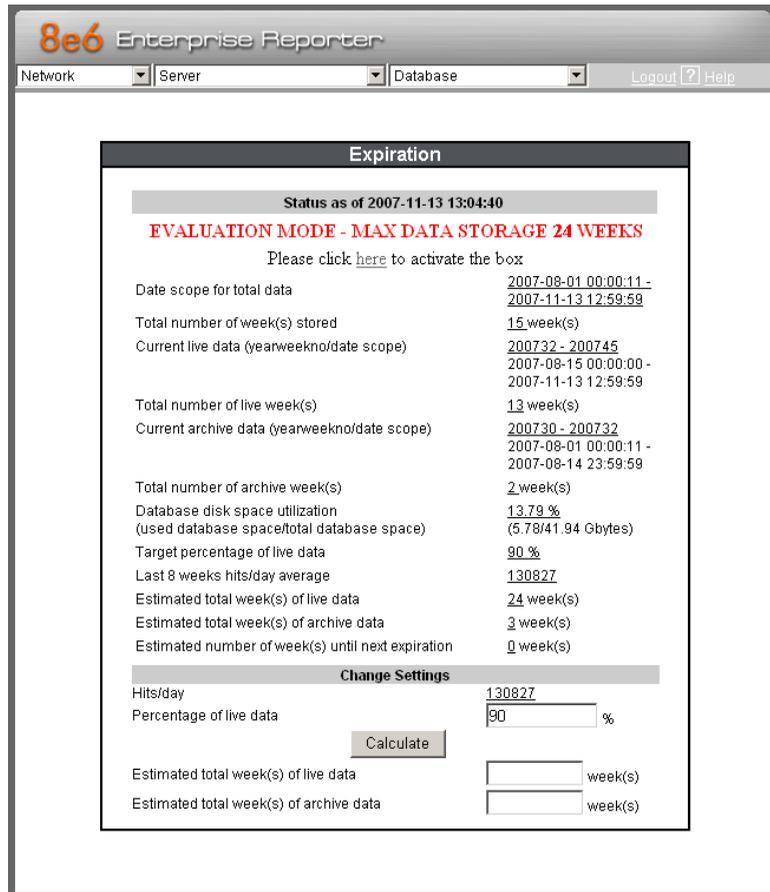 8e6 Enterprise Reporter
Network Server Database Logout ? Help
Expiration
Status as of 2007-11-13 13:04:40
EVALUATION MODE - MAX DATA STORAGE 24 WEEKS
Please click here to activate the box
Date scope for total data 2007-08-01 00:00:11 -
2007-11-13 12:59:59
Total number of week(s) stored 15 week(s)
Current live data (yearweekno/date scope) 200732 - 200745
2007-08-15 00:00:00 -
2007-11-13 12:59:59
Total number of live week(s) 13 week(s)
Current archive data (yearweekno/date scope) 200730 - 200732
2007-08-01 00:00:11 -
2007-08-14 23:59:59
Total number of archive week(s) 2 week(s)
Database disk space utilization 13.79 %
(used database space/total database space) (5.78/41.94 Gbytes)
Target percentage of live data 90 %
Last 8 weeks hits/day average 130827
Estimated total week(s) of live data 24 week(s)
Estimated total week(s) of archive data 3 week(s)
Estimated number of week(s) until next expiration 0 week(s)
Change Settings
Hits/day 130827
Percentage of live data 90 %
Calculate
Estimated total week(s) of live data week(s)
Estimated total week(s) of archive data week(s)